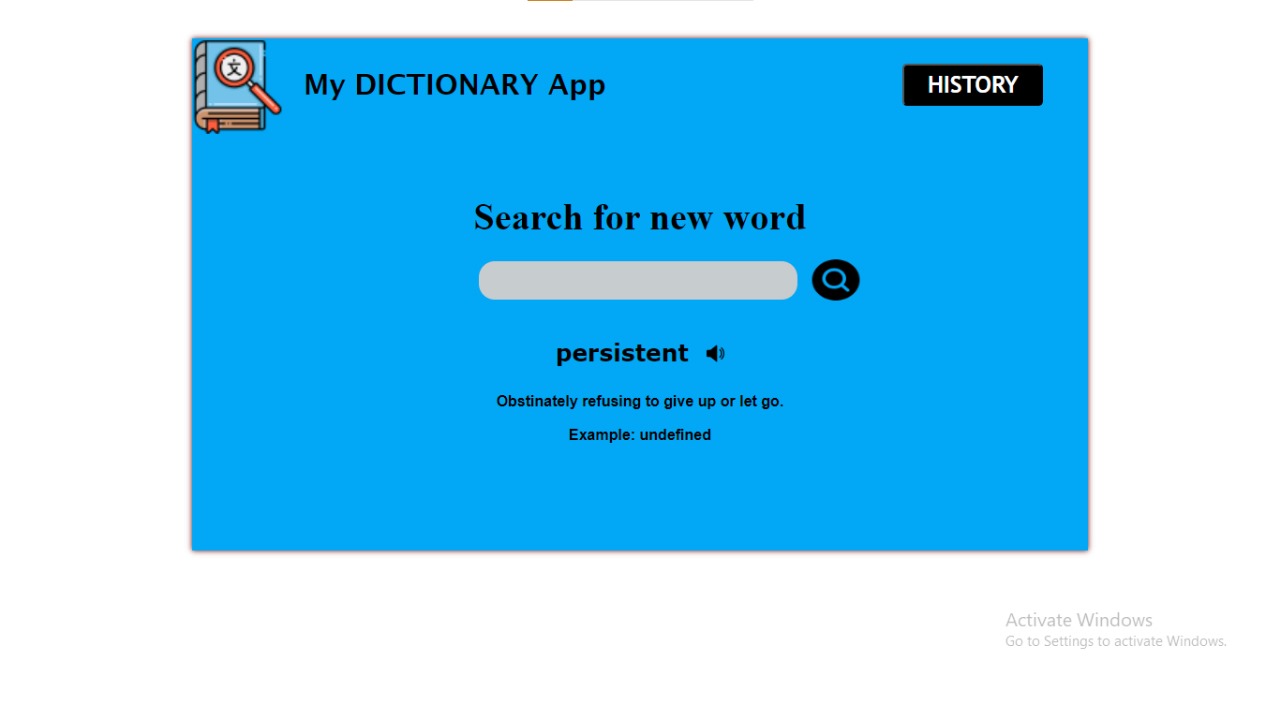 文
My DICTIONARY App
HISTORY
Search for new word
persistent
Obstinately refusing to give up or let go.
Example: undefined
Activate Windows
Go to Settings to activate Windows.